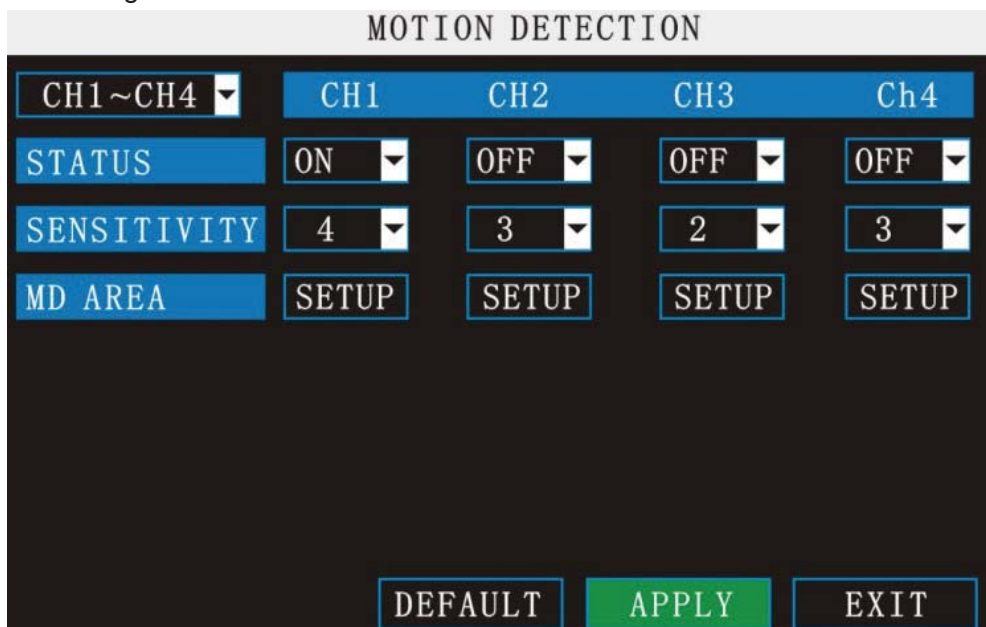 MOTION DETECTION
CH1~CH4 CH1 CH2 CH3 Ch4
STATUS ON OFF OFF OFF
SENSITIVITY 4 3 2 3
MD AREA SETUP SETUP SETUP SETUP
DEFAULT APPLY EXIT